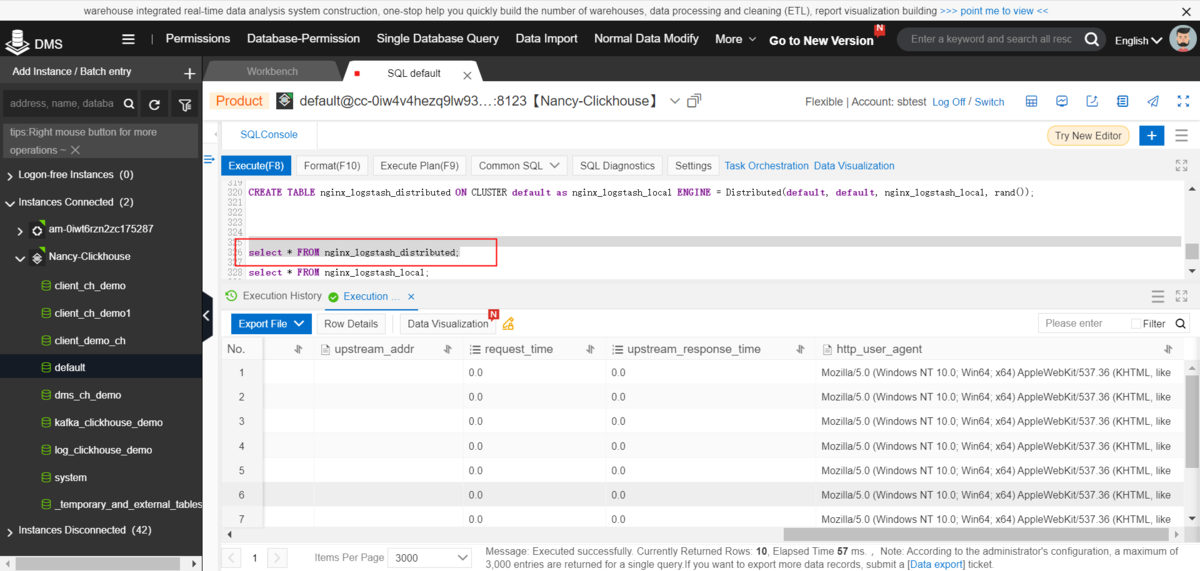 warehouse integrated real-time data analysis system construction, one-stop help you quickly build the number of warehouses, data processing and cleaning (ETL), report visualization building >>> point me to view <<
DMS
Permissions Database-Permission Single Database Query Data Import Normal Data Modify More Go to New Version N Enter a keyword and search all resc English
Add Instance / Batch entry +
Workbench SQL default
address, name, databa
Product default@cc-0iw4v4hezq9lw93...:8123【Nancy-Clickhouse】 Flexible | Account: sbtest Log Off / Switch
tips:Right mouse button for more
operations ~
SQLConsole Try New Editor +
Logon-free Instances (0)
Execute(F8) Format(F10) Execute Plan(F9) Common SQL SQL Diagnostics Settings Task Orchestration Data Visualization
Instances Connected (2)
am-0iwt6rzn2zc175287
Nancy-Clickhouse
client_ch_demo
client_ch_demo1
client_demo_ch
default
dms_ch_demo
kafka_clickhouse_demo
log_clickhouse_demo
system
_temporary_and_external_tables
Instances Disconnected (42)
319
320 CREATE TABLE nginx_logstash_distributed ON CLUSTER default as nginx_logstash_local ENGINE = Distributed(default, default, nginx_logstash_local, rand());
321
322
323
324
325
326 select * FROM nginx_logstash_distributed;
327
328 select * FROM nginx_logstash_local;
Execution History Execution ...
Export File Row Details Data Visualization N Please enter Filter
No. upstream_addr request_time upstream_response_time http_user_agent
1 0.0 0.0 Mozilla/5.0 (Windows NT 10.0; Win64; x64) AppleWebKit/537.36 (KHTML, like
2 0.0 0.0 Mozilla/5.0 (Windows NT 10.0; Win64; x64) AppleWebKit/537.36 (KHTML, like
3 0.0 0.0 Mozilla/5.0 (Windows NT 10.0; Win64; x64) AppleWebKit/537.36 (KHTML, like
4 0.0 0.0 Mozilla/5.0 (Windows NT 10.0; Win64; x64) AppleWebKit/537.36 (KHTML, like
5 0.0 0.0 Mozilla/5.0 (Windows NT 10.0; Win64; x64) AppleWebKit/537.36 (KHTML, like
6 0.0 0.0 Mozilla/5.0 (Windows NT 10.0; Win64; x64) AppleWebKit/537.36 (KHTML, like
7 0.0 0.0 Mozilla/5.0 (Windows NT 10.0; Win64; x64) AppleWebKit/537.36 (KHTML, like
1 Items Per Page 3000 Message: Executed successfully. Currently Returned Rows: 10, Elapsed Time 57 ms. , Note: According to the administrator's configuration, a maximum of
3,000 entries are returned for a single query.If you want to export more data records, submit a [Data export] ticket.